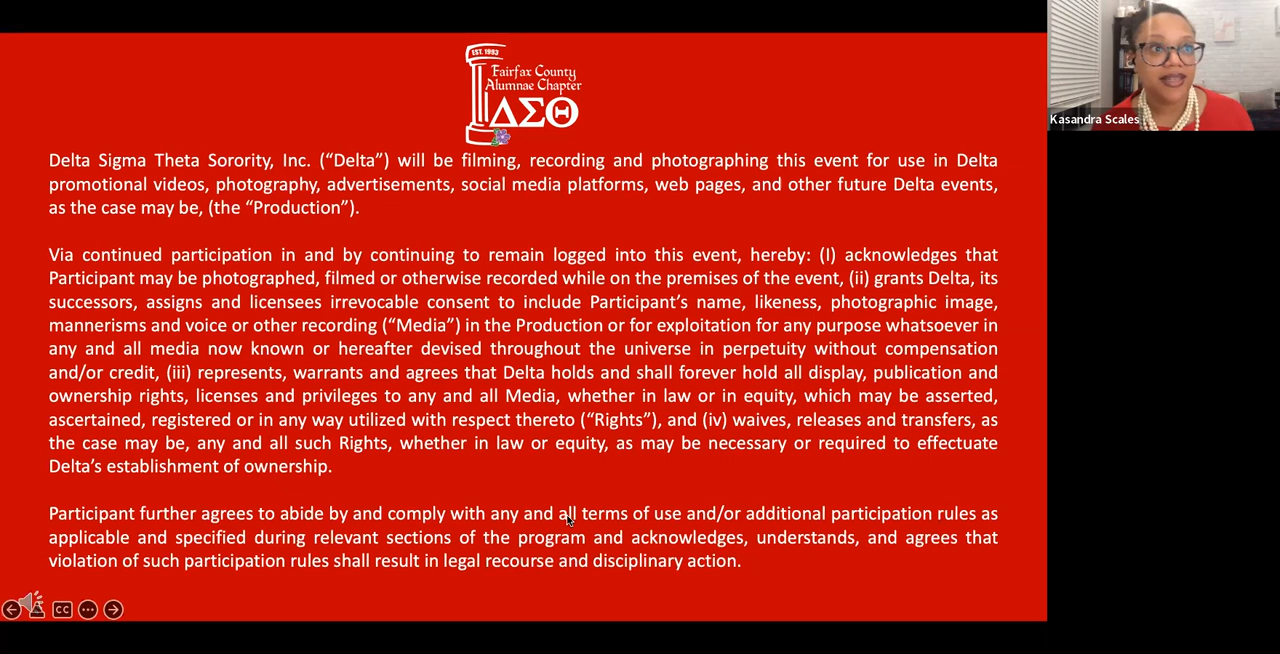 EST. 1993
Fairfax County
Alumnae Chapter
ΔΣΘ
Kasandra Scales
Delta Sigma Theta Sorority, Inc. (“Delta”) will be filming, recording and photographing this event for use in Delta
promotional videos, photography, advertisements, social media platforms, web pages, and other future Delta events,
as the case may be, (the “Production”).
Via continued participation in and by continuing to remain logged into this event, hereby: (I) acknowledges that
Participant may be photographed, filmed or otherwise recorded while on the premises of the event, (ii) grants Delta, its
successors, assigns and licensees irrevocable consent to include Participant’s name, likeness, photographic image,
mannerisms and voice or other recording (“Media”) in the Production or for exploitation for any purpose whatsoever in
any and all media now known or hereafter devised throughout the universe in perpetuity without compensation
and/or credit, (iii) represents, warrants and agrees that Delta holds and shall forever hold all display, publication and
ownership rights, licenses and privileges to any and all Media, whether in law or in equity, which may be asserted,
ascertained, registered or in any way utilized with respect thereto (“Rights”), and (iv) waives, releases and transfers, as
the case may be, any and all such Rights, whether in law or equity, as may be necessary or required to effectuate
Delta’s establishment of ownership.
Participant further agrees to abide by and comply with any and all terms of use and/or additional participation rules as
applicable and specified during relevant sections of the program and acknowledges, understands, and agrees that
violation of such participation rules shall result in legal recourse and disciplinary action.
CC